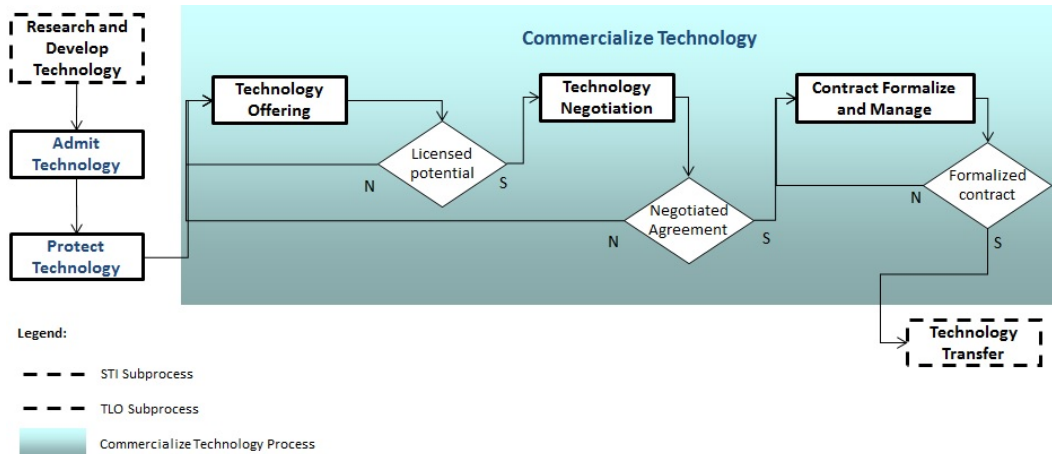 Research and
Develop
Technology
Commercialize Technology
Technology
Offering
Technology
Negotiation
Contract Formalize
and Manage
Admit
Technology
Licensed
potential
N
S
Formalized
contract
N
S
Negotiated
Agreement
N
S
Protect
Technology
Technology
Transfer
Legend:
STI Subprocess
TLO Subprocess
Commercialize Technology Process